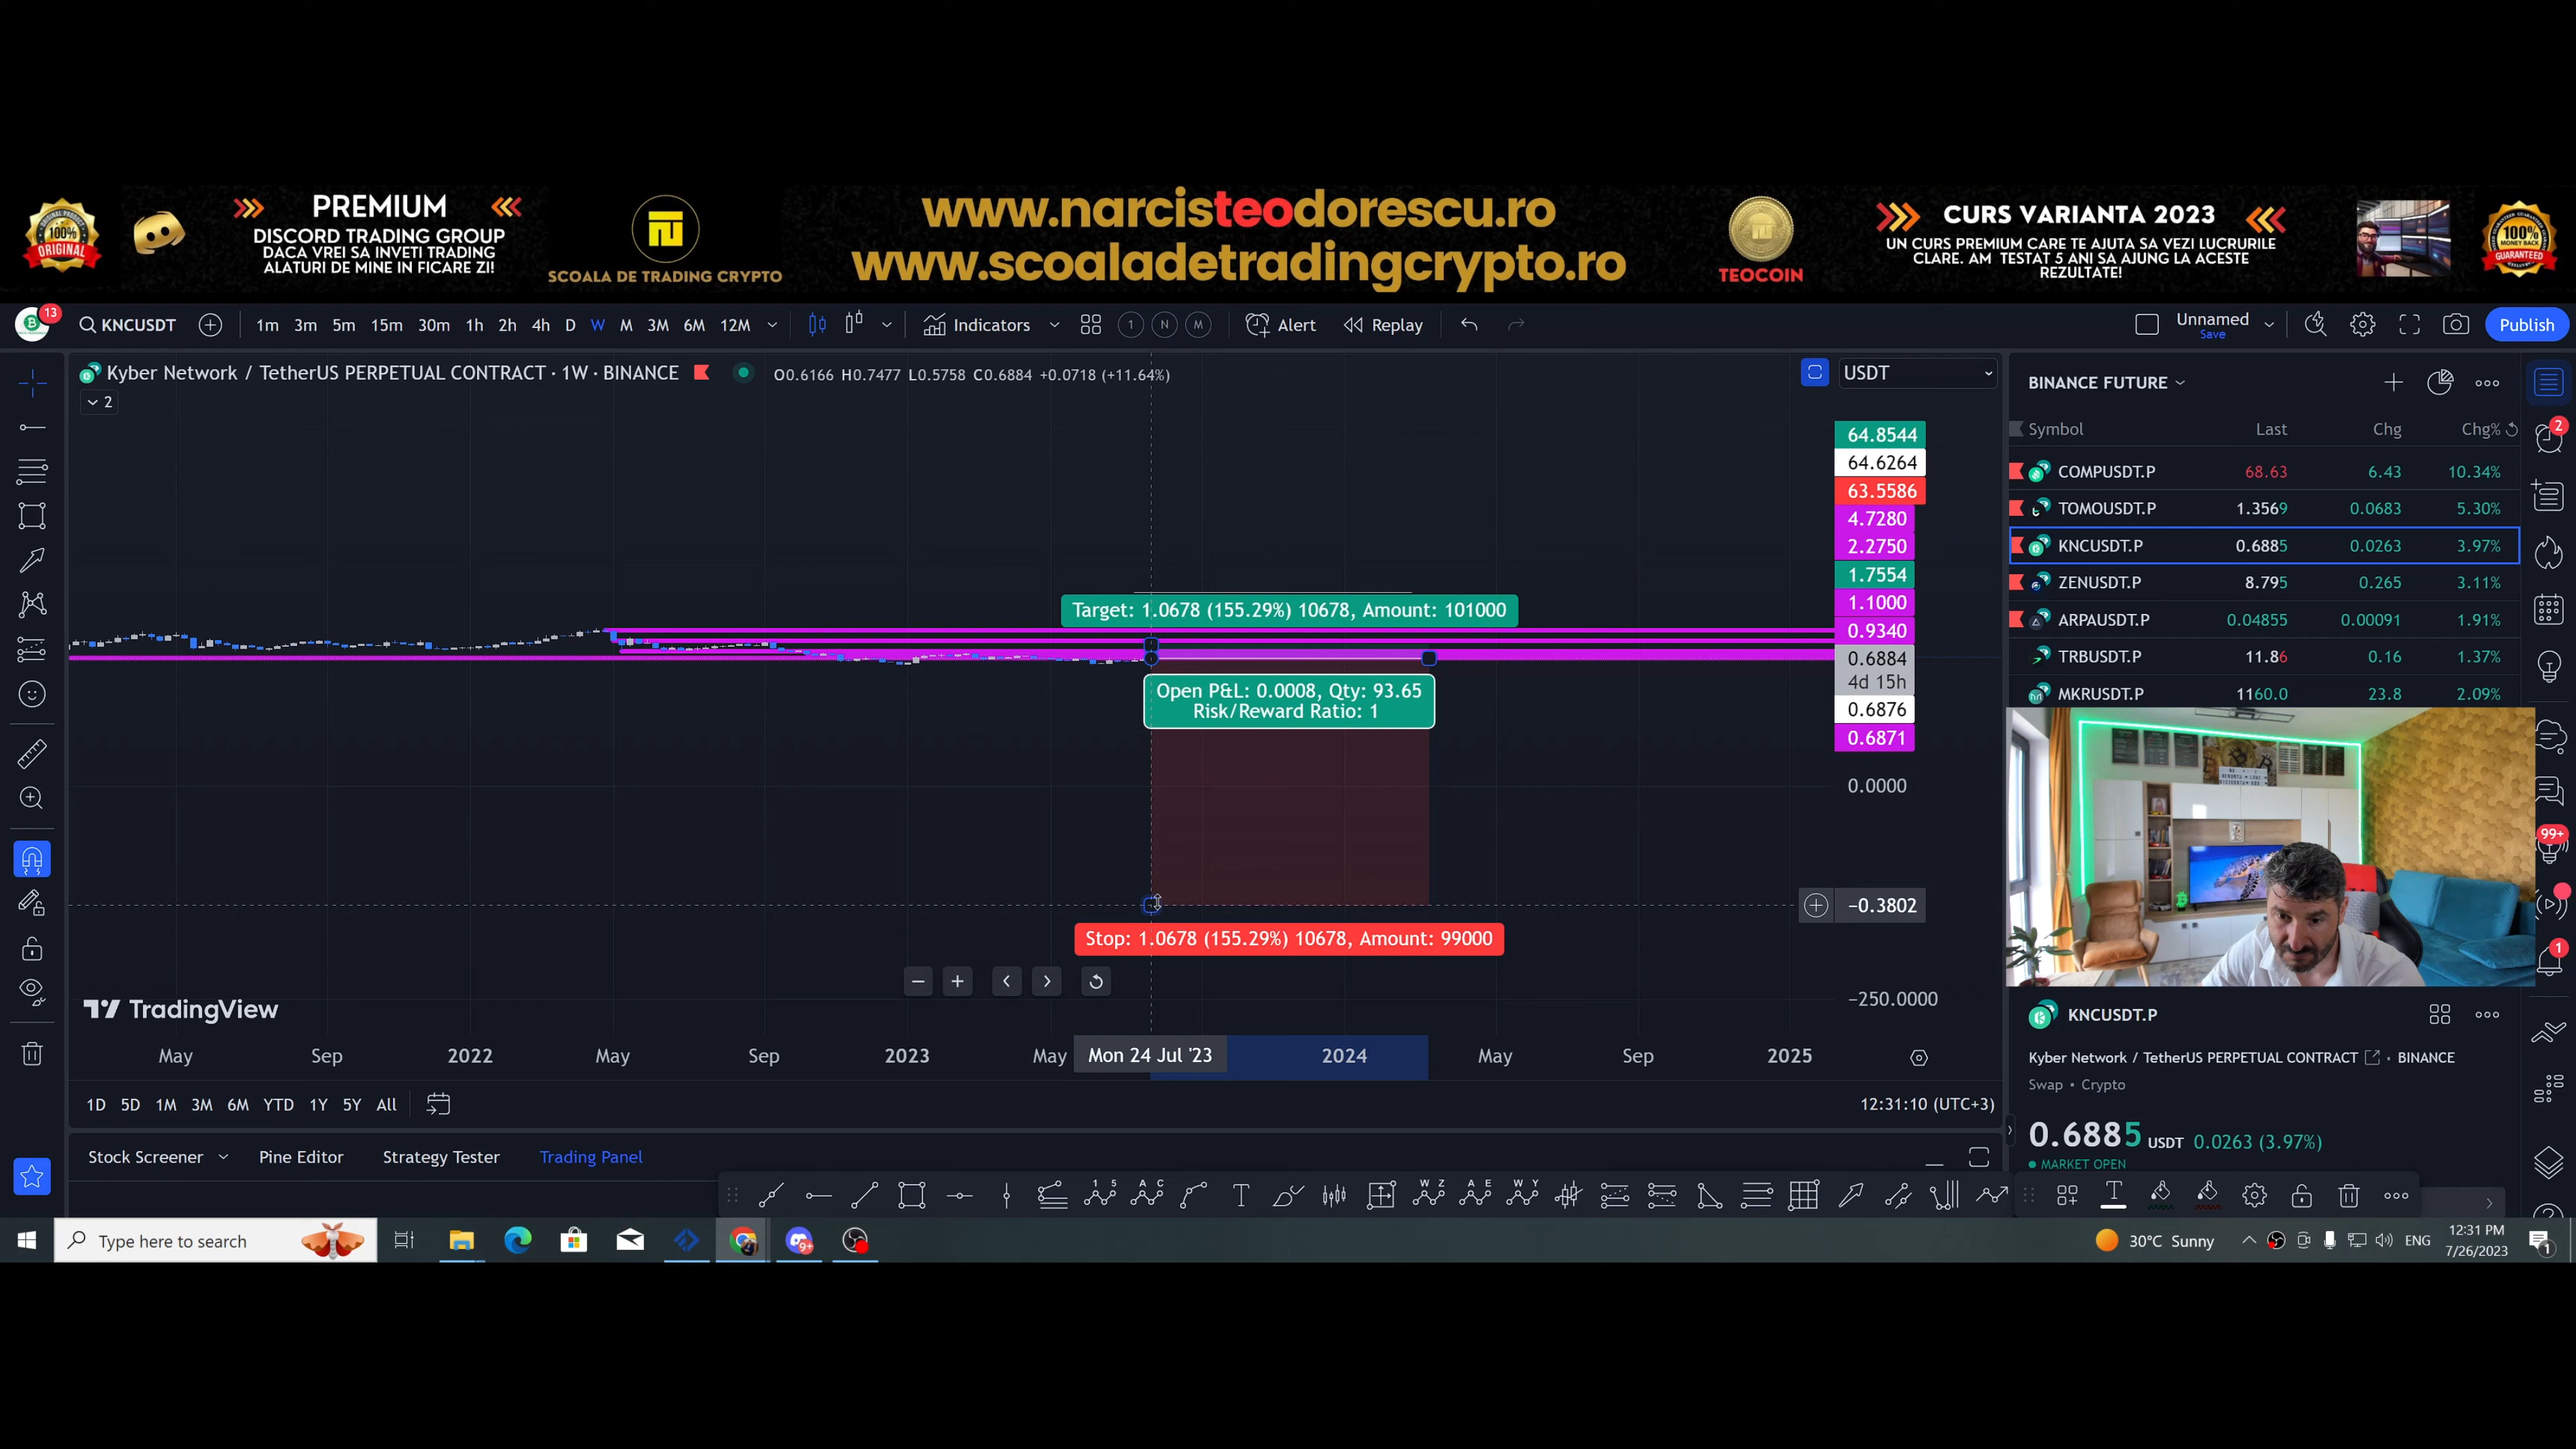 PREMIUM
DISCORD TRADING GROUP
DACA VREI SA INVETI TRADING
ALATURI DE MINE IN FICARE ZI!
100%
ORIGINAL
SCOALA DE TRADING CRYPTO
www.narcisteodorescu.ro
www.scoaladetradingcrypto.ro
TEOCOIN
CURS VARIANTA 2023
UN CURS PREMIUM CARE TE AJUTA SA VEZI LUCRURILE
CLARE. AM TESTAT 5 ANI SA AJUNG LA ACESTE
REZULTATE!
100%
MONEY BACK
GUARANTEED
13
KNCUSDT
1m 3m 5m 15m 30m 1h 2h 4h D W M 3M 6M 12M
Indicators
1 N M
Alert
Replay
Unnamed
Save
Publish
Kyber Network / TetherUS PERPETUAL CONTRACT · 1W · BINANCE
O0.6166 H0.7477 L0.5758 C0.6884 +0.0718 (+11.64%)
2
USDT
64.8544
64.6264
63.5586
4.7280
2.2750
1.7554
1.1000
0.9340
0.6884
4d 15h
0.6876
0.6871
0.0000
−0.3802
−250.0000
Target: 1.0678 (155.29%) 10678, Amount: 101000
Open P&L: 0.0008, Qty: 93.65
Risk/Reward Ratio: 1
Stop: 1.0678 (155.29%) 10678, Amount: 99000
TradingView
May Sep 2022 May Sep 2023 May Mon 24 Jul '23 2024 May Sep 2025
1D 5D 1M 3M 6M YTD 1Y 5Y All
12:31:10 (UTC+3)
Stock Screener Pine Editor Strategy Tester Trading Panel
BINANCE FUTURE
Symbol Last Chg Chg%
COMPUSDT.P 68.63 6.43 10.34%
TOMOUSDT.P 1.3569 0.0683 5.30%
KNCUSDT.P 0.6885 0.0263 3.97%
ZENUSDT.P 8.795 0.265 3.11%
ARPAUSDT.P 0.04855 0.00091 1.91%
TRBUSDT.P 11.86 0.16 1.37%
MKRUSDT.P 1160.0 23.8 2.09%
2
99+
1
KNCUSDT.P
Kyber Network / TetherUS PERPETUAL CONTRACT · BINANCE
Swap · Crypto
0.6885 USDT 0.0263 (3.97%)
MARKET OPEN
Type here to search
9+
30°C Sunny
ENG
12:31 PM
7/26/2023
1